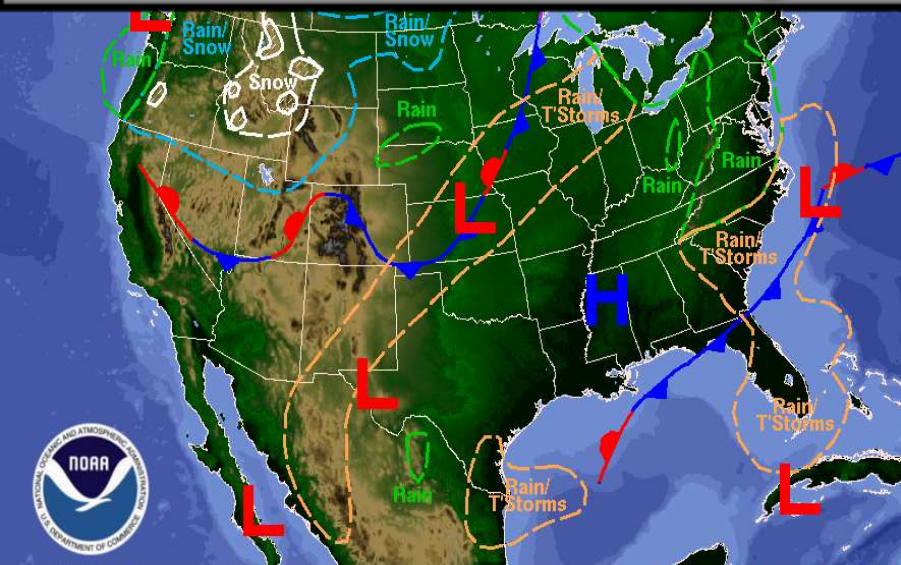 L
Rain/
Snow
Rain/
Snow
Rain
Snow
Rain
Rain/
T'Storms
Rain
Rain
L
L
Rain/
T'Storms
H
L
Rain/
T'Storms
Rain
Rain/
T'Storms
L
L
NATIONAL OCEANIC AND ATMOSPHERIC ADMINISTRATION
NOAA
U.S. DEPARTMENT OF COMMERCE